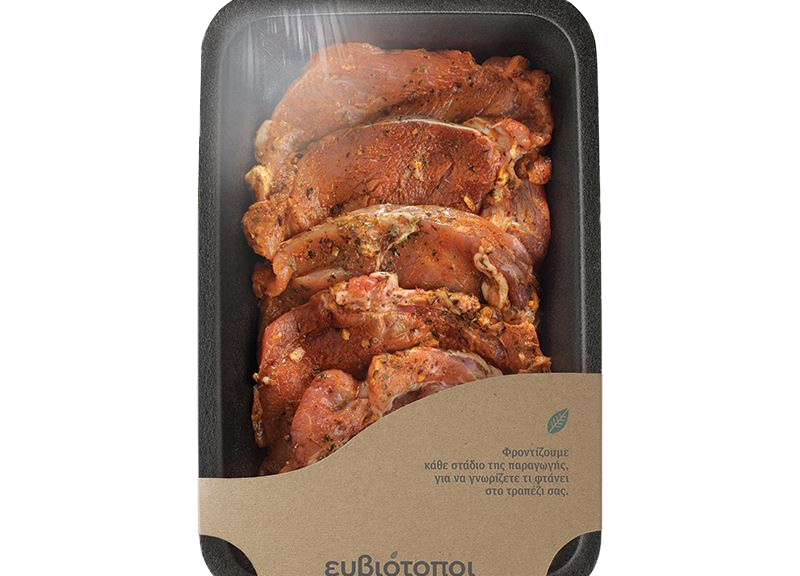 Φροντίζουμε
κάθε στάδιο της παραγωγής,
για να γνωρίζετε τι φτάνει
στο τραπέζι σας.
ευβιότοποι